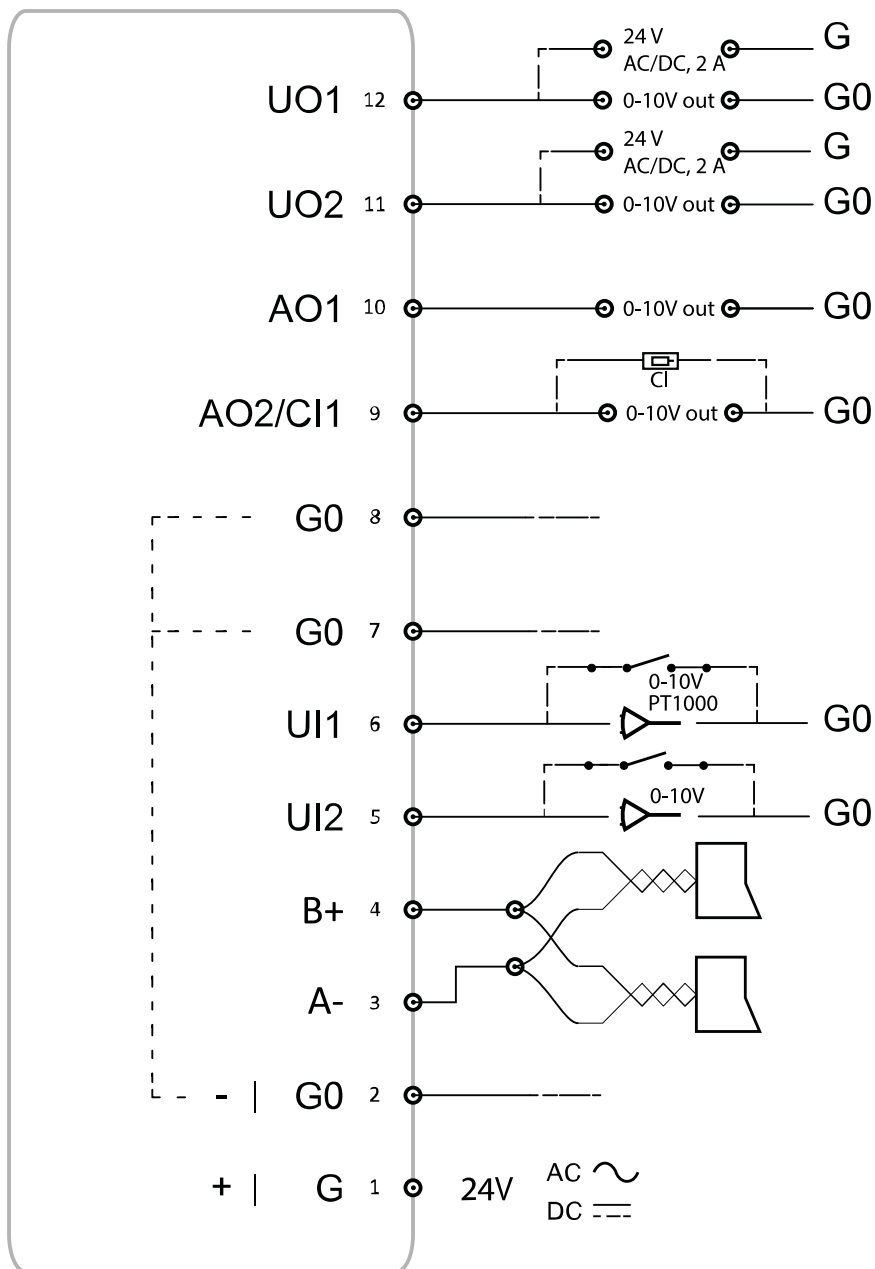 24 V
AC/DC, 2 A
G
UO1 12 0-10V out G0
24 V
AC/DC, 2 A
G
UO2 11 0-10V out G0
AO1 10 0-10V out G0
CI
AO2/CI1 9 0-10V out G0
G0 8
G0 7
0-10V
PT1000
UI1 6 G0
0-10V
UI2 5 G0
B+ 4
A- 3
- | G0 2
+ | G 1 24V
AC
DC